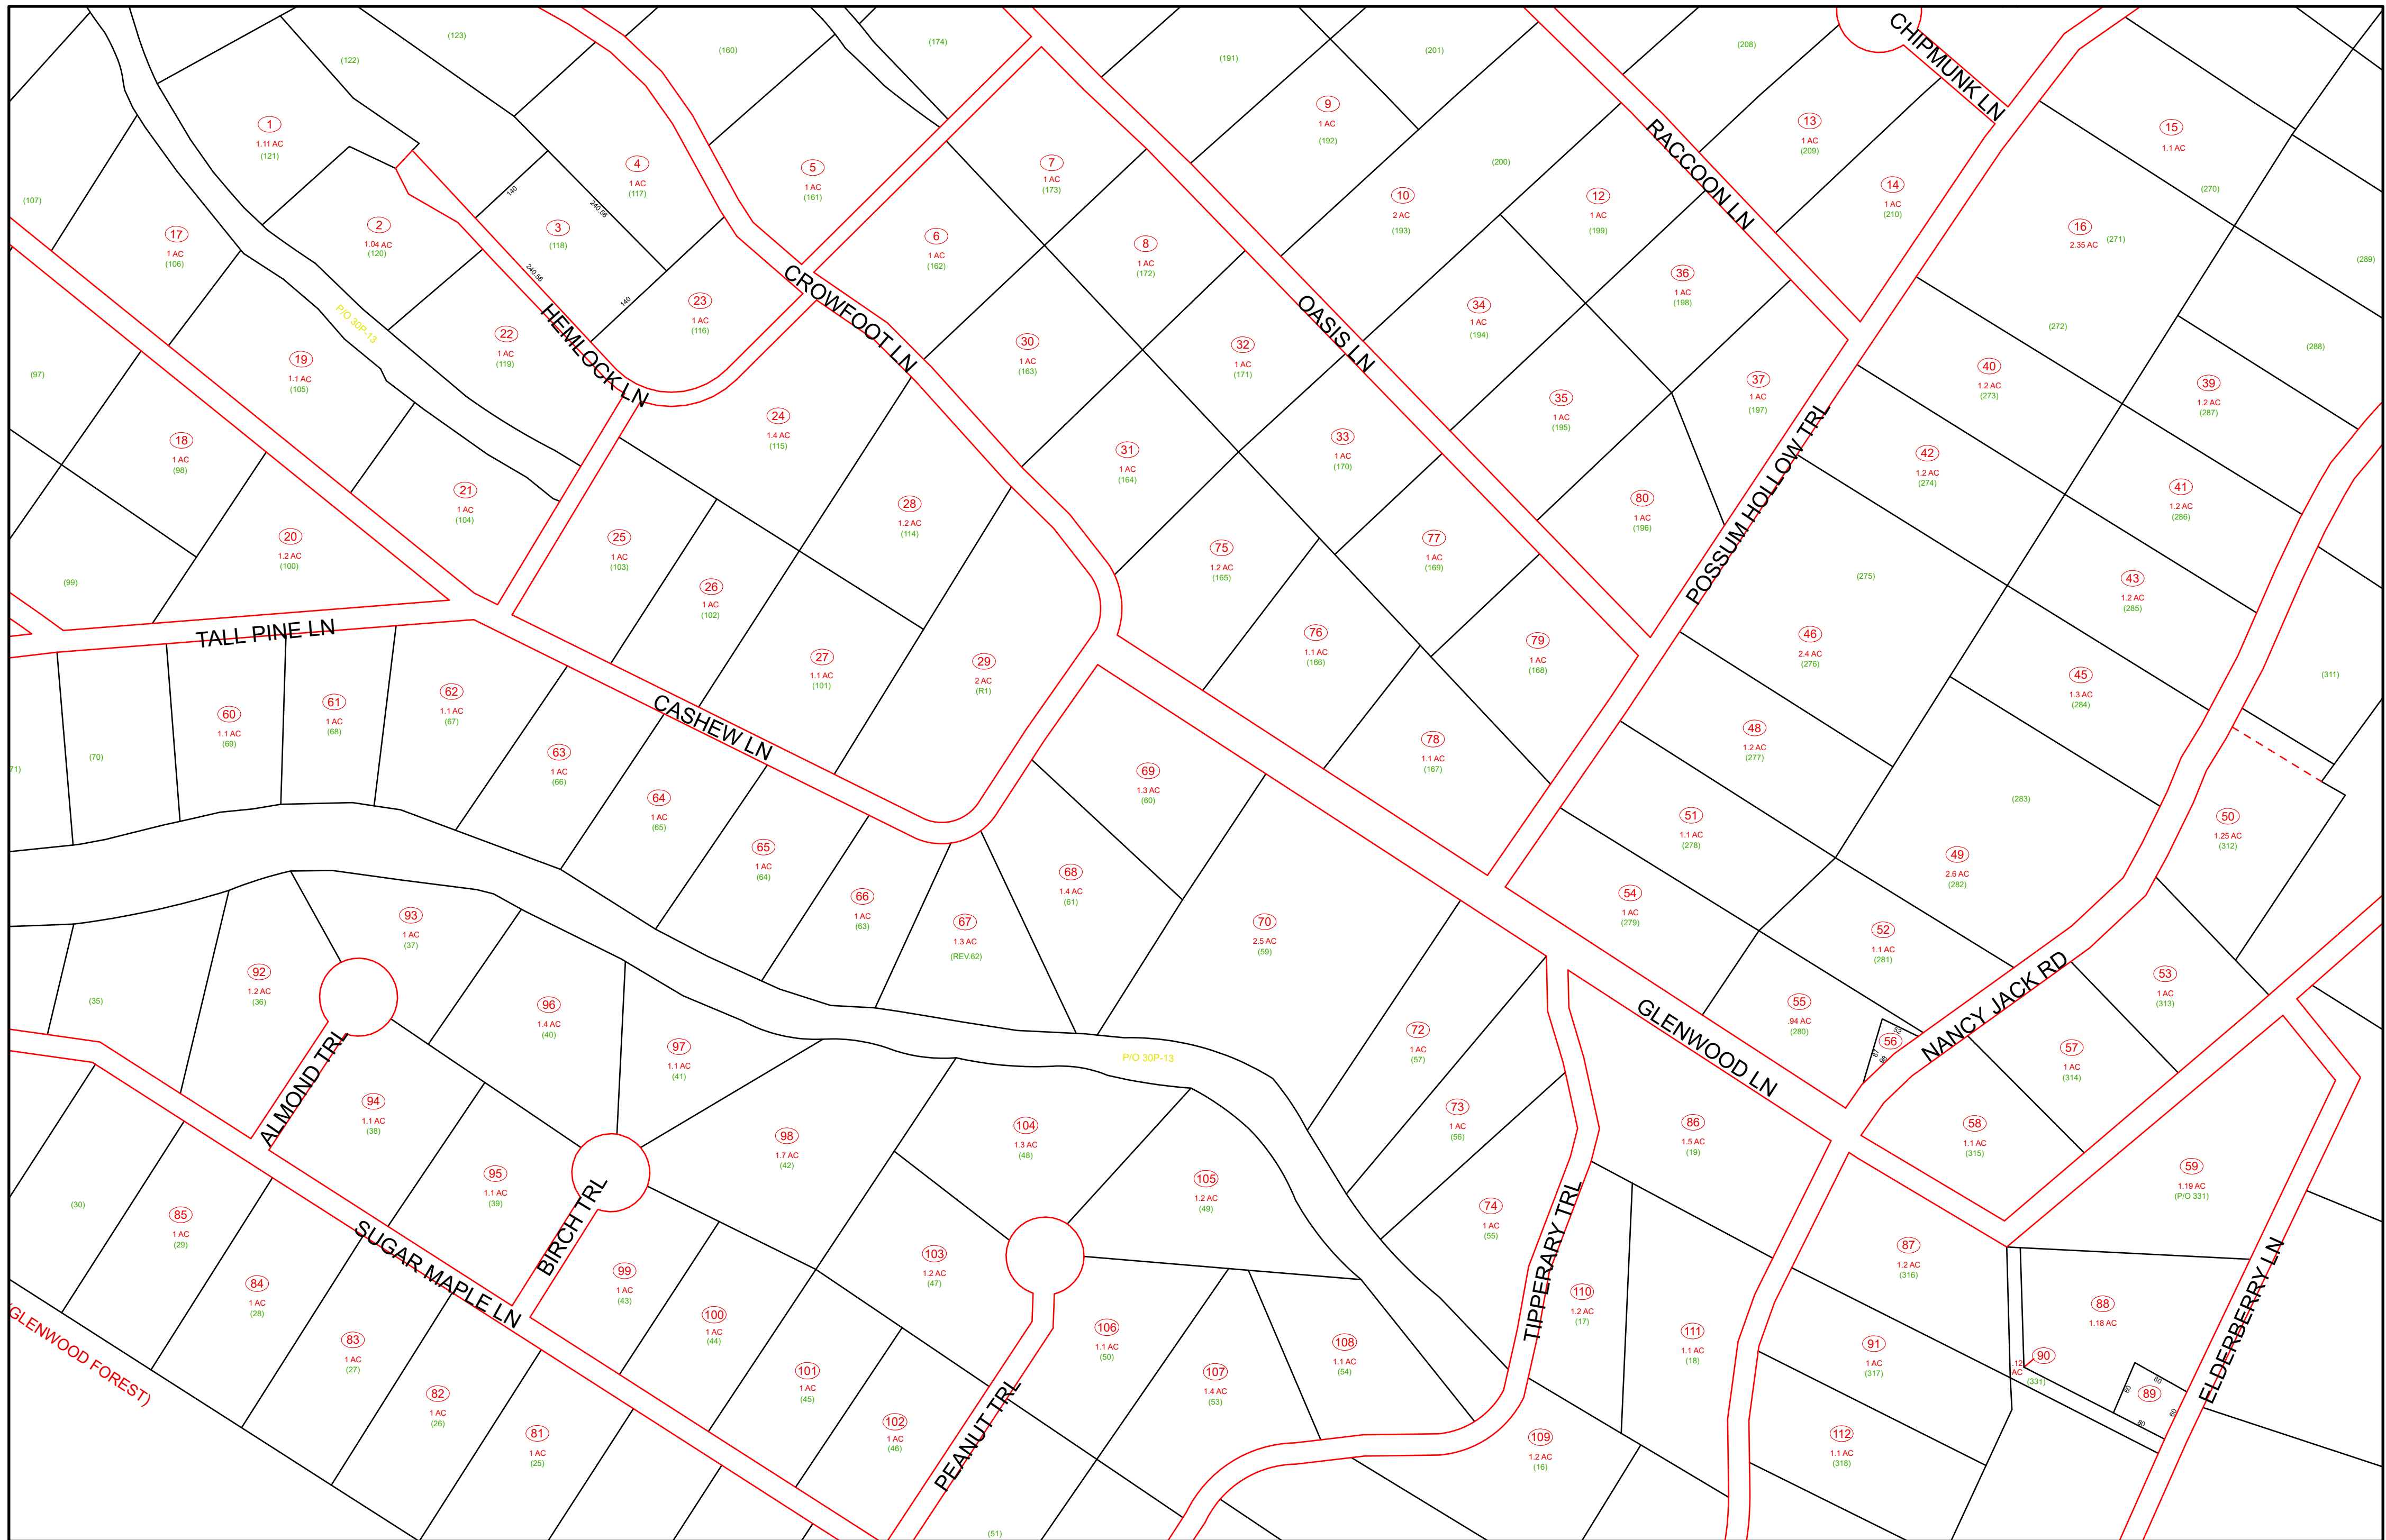 (122)
(123)
(160)
(174)
(191)
(201)
(208)
CHIPMUNK LN
1
1.11 AC
(121)
2
1.04 AC
(120)
140
240.56
3
(118)
240.56
140
4
1 AC
(117)
5
1 AC
(161)
6
1 AC
(162)
7
1 AC
(173)
8
1 AC
(172)
9
1 AC
(192)
10
2 AC
(193)
(200)
12
1 AC
(199)
RACCOON LN
13
1 AC
(209)
14
1 AC
(210)
15
1.1 AC
(270)
16
2.35 AC
(271)
(289)
(107)
17
1 AC
(106)
P/O 30P-13
(97)
18
1 AC
(98)
19
1.1 AC
(105)
(99)
20
1.2 AC
(100)
21
1 AC
(104)
22
1 AC
(119)
HEMLOCK LN
23
1 AC
(116)
CROWFOOT LN
24
1.4 AC
(115)
25
1 AC
(103)
26
1 AC
(102)
27
1.1 AC
(101)
28
1.2 AC
(114)
29
2 AC
(R1)
30
1 AC
(163)
31
1 AC
(164)
32
1 AC
(171)
33
1 AC
(170)
OASIS LN
34
1 AC
(194)
35
1 AC
(195)
36
1 AC
(198)
37
1 AC
(197)
POSSUM HOLLOW TRL
(272)
(288)
39
1.2 AC
(287)
40
1.2 AC
(273)
41
1.2 AC
(286)
42
1.2 AC
(274)
(275)
43
1.2 AC
(285)
45
1.3 AC
(284)
46
2.4 AC
(276)
(311)
48
1.2 AC
(277)
(283)
49
2.6 AC
(282)
50
1.25 AC
(312)
51
1.1 AC
(278)
52
1.1 AC
(281)
53
1 AC
(313)
54
1 AC
(279)
55
.94 AC
(280)
56
93
67
98
NANCY JACK RD
57
1 AC
(314)
58
1.1 AC
(315)
59
1.19 AC
(P/O 331)
TALL PINE LN
71)
(70)
60
1.1 AC
(69)
61
1 AC
(68)
62
1.1 AC
(67)
CASHEW LN
63
1 AC
(66)
64
1 AC
(65)
65
1 AC
(64)
66
1 AC
(63)
67
1.3 AC
(REV.62)
68
1.4 AC
(61)
69
1.3 AC
(60)
70
2.5 AC
(59)
72
1 AC
(57)
73
1 AC
(56)
74
1 AC
(55)
75
1.2 AC
(165)
76
1.1 AC
(166)
77
1 AC
(169)
78
1.1 AC
(167)
79
1 AC
(168)
80
1 AC
(196)
GLENWOOD LN
P/O 30P-13
(35)
92
1.2 AC
(36)
93
1 AC
(37)
ALMOND TRL
94
1.1 AC
(38)
95
1.1 AC
(39)
96
1.4 AC
(40)
97
1.1 AC
(41)
98
1.7 AC
(42)
BIRCH TRL
99
1 AC
(43)
100
1 AC
(44)
101
1 AC
(45)
102
1 AC
(46)
103
1.2 AC
(47)
104
1.3 AC
(48)
105
1.2 AC
(49)
106
1.1 AC
(50)
107
1.4 AC
(53)
108
1.1 AC
(54)
PEANUT TRL
(51)
(30)
85
1 AC
(29)
84
1 AC
(28)
83
1 AC
(27)
82
1 AC
(26)
81
1 AC
(25)
SUGAR MAPLE LN
(GLENWOOD FOREST)
TIPPERARY TRL
86
1.5 AC
(19)
110
1.2 AC
(17)
111
1.1 AC
(18)
109
1.2 AC
(16)
87
1.2 AC
(316)
91
1 AC
(317)
112
1.1 AC
(318)
88
1.18 AC
90
.12
AC
(331)
89
80
60
80
60
ELDERBERRY LN